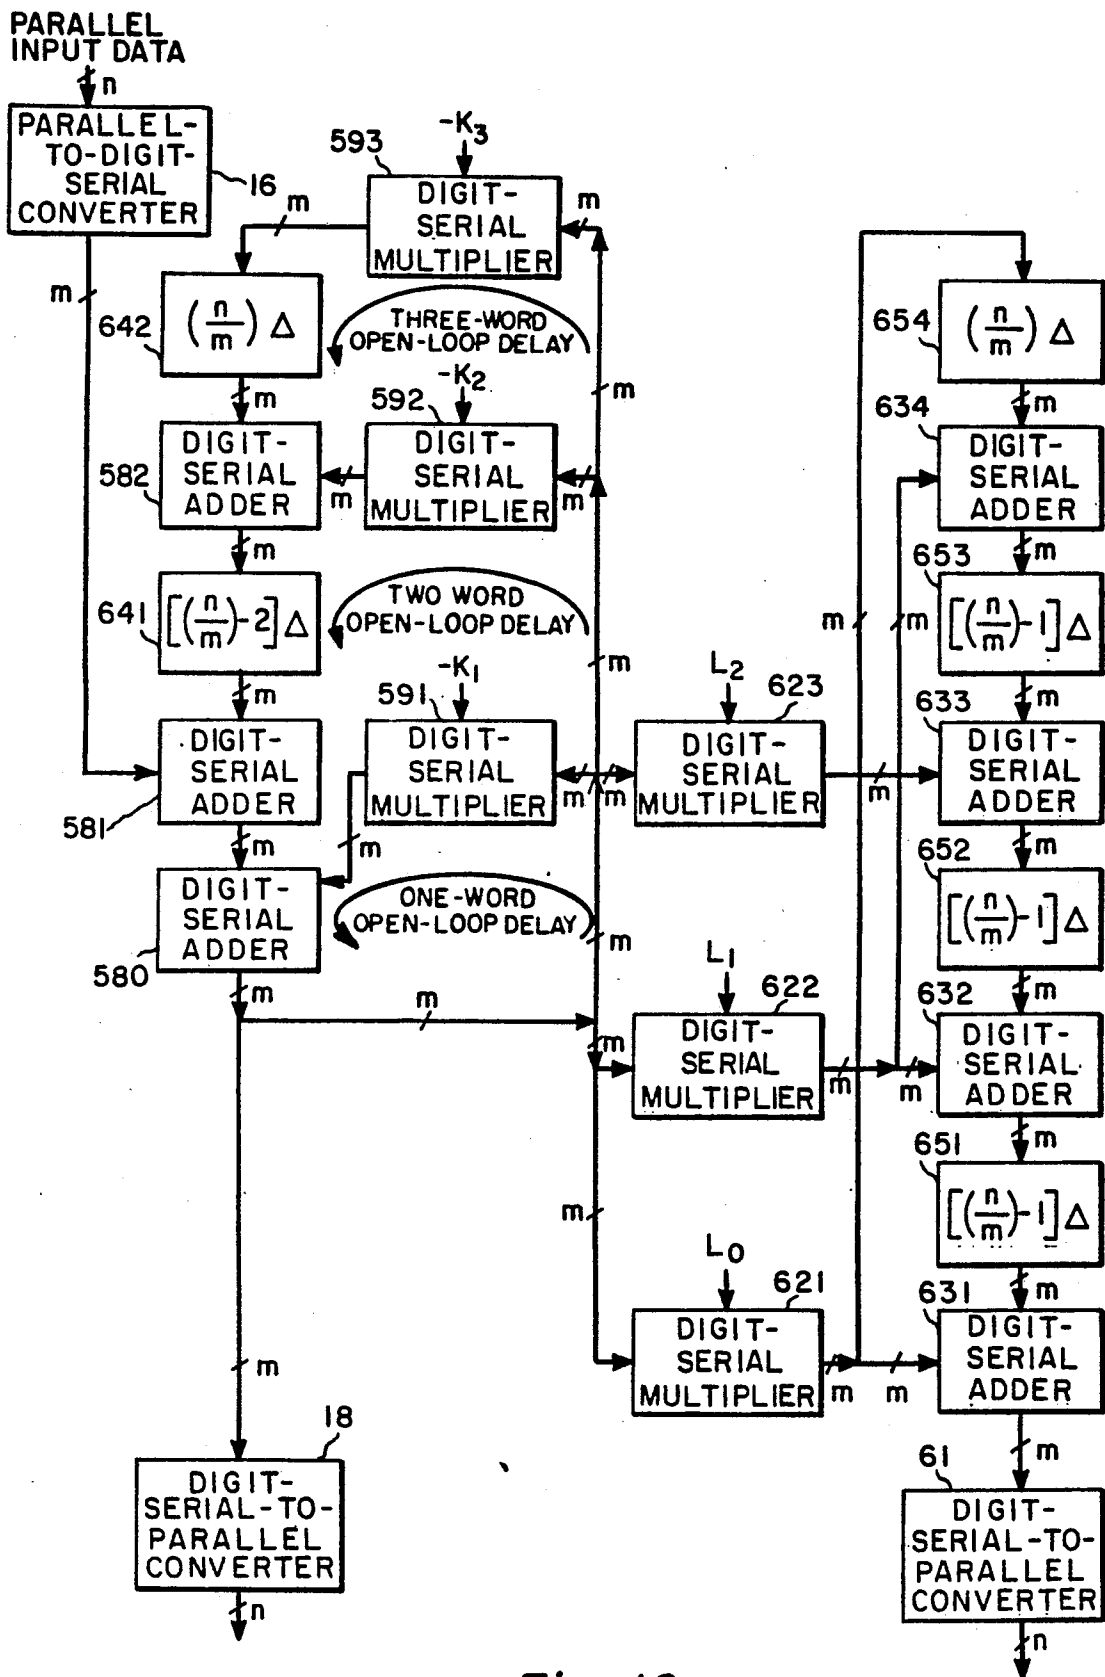 PARALLEL
INPUT DATA
n
PARALLEL-
TO-DIGIT-
SERIAL
CONVERTER
16
m
-K3
593
DIGIT-
SERIAL
MULTIPLIER
m
m
642
(n/m) Δ
THREE-WORD
OPEN-LOOP DELAY
m
m
654
(n/m) Δ
m
-K2
592
DIGIT-
SERIAL
MULTIPLIER
m
m
582
DIGIT-
SERIAL
ADDER
m
634
DIGIT-
SERIAL
ADDER
m
641
[(n/m)-2] Δ
m
TWO WORD
OPEN-LOOP DELAY
m
m
m
653
[(n/m)-1] Δ
m
-K1
591
DIGIT-
SERIAL
MULTIPLIER
m
m
m
L2
623
DIGIT-
SERIAL
MULTIPLIER
m
633
DIGIT-
SERIAL
ADDER
m
DIGIT-
SERIAL
ADDER
581
m
DIGIT-
SERIAL
ADDER
580
m
ONE-WORD
OPEN-LOOP DELAY
m
652
[(n/m)-1] Δ
m
m
m
L1
622
DIGIT-
SERIAL
MULTIPLIER
m
m
632
DIGIT-
SERIAL
ADDER
m
651
[(n/m)-1] Δ
m
m
L0
621
DIGIT-
SERIAL
MULTIPLIER
m
m
631
DIGIT-
SERIAL
ADDER
m
m
18
DIGIT-
SERIAL-TO-
PARALLEL
CONVERTER
n
61
DIGIT-
SERIAL-TO-
PARALLEL
CONVERTER
n